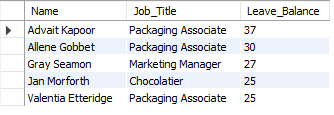 Name Job_Title Leave_Balance
Advait Kapoor Packaging Associate 37
Allene Gobbet Packaging Associate 30
Gray Seamon Marketing Manager 27
Jan Morforth Chocolatier 25
Valentia Etteridge Packaging Associate 25